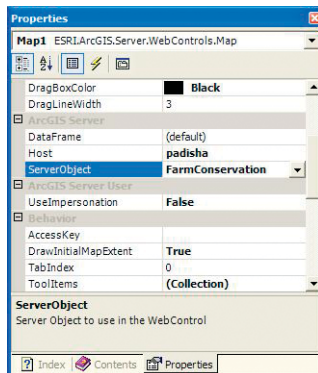 Properties
Map1 ESRI.ArcGIS.Server.WebControls.Map
DragBoxColor Black
DragLineWidth 3
ArcGIS Server
DataFrame (default)
Host padisha
ServerObject FarmConservation
ArcGIS Server User
UseImpersonation False
Behavior
AccessKey
DrawInitialMapExtent True
TabIndex 0
ToolItems (Collection)
ServerObject
Server Object to use in the WebControl
Index Contents Properties